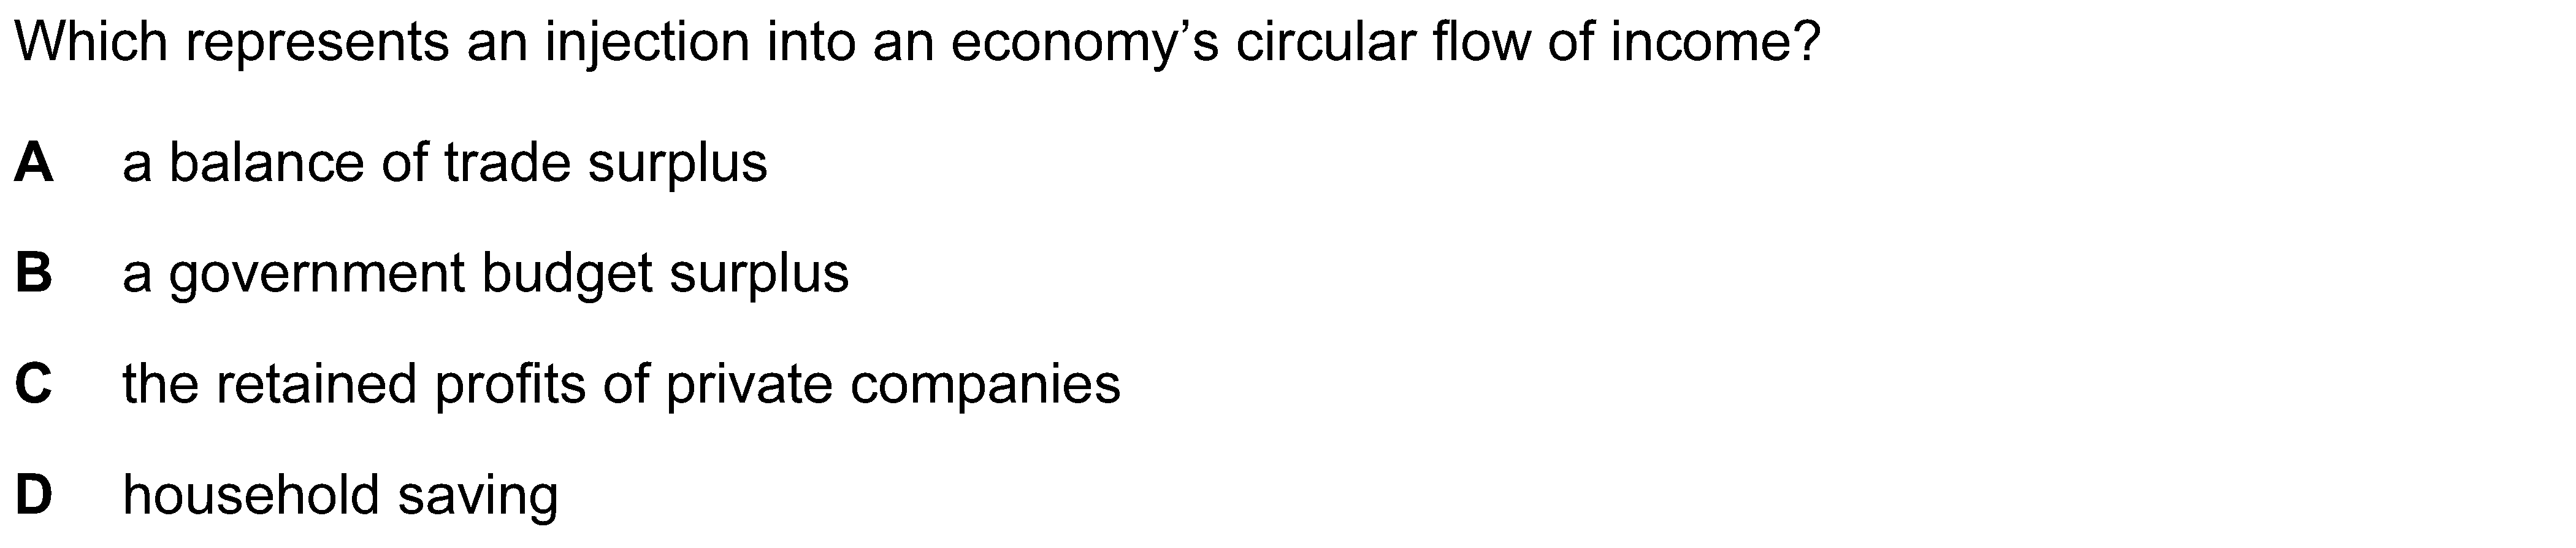 Which represents an injection into an economy’s circular flow of income?
A a balance of trade surplus
B a government budget surplus
C the retained profits of private companies
D household saving